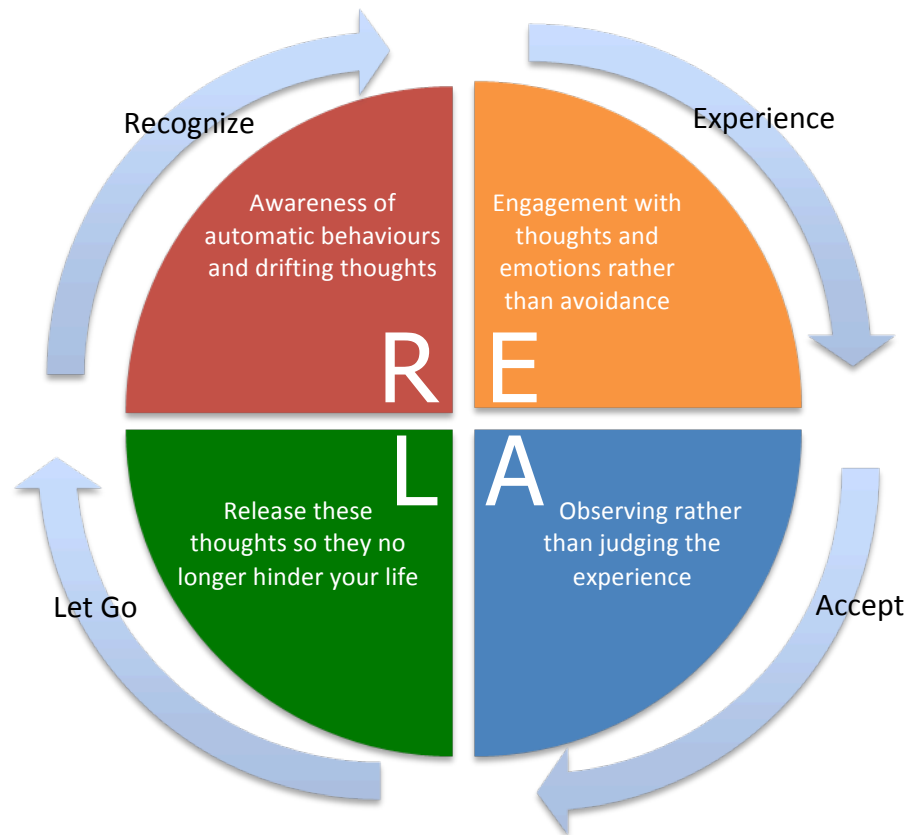 Recognize
Awareness of
automatic behaviours
and drifting thoughts
R
Experience
Engagement with
thoughts and
emotions rather
than avoidance
E
Accept
A
Observing rather
than judging the
experience
Let Go
L
Release these
thoughts so they no
longer hinder your life